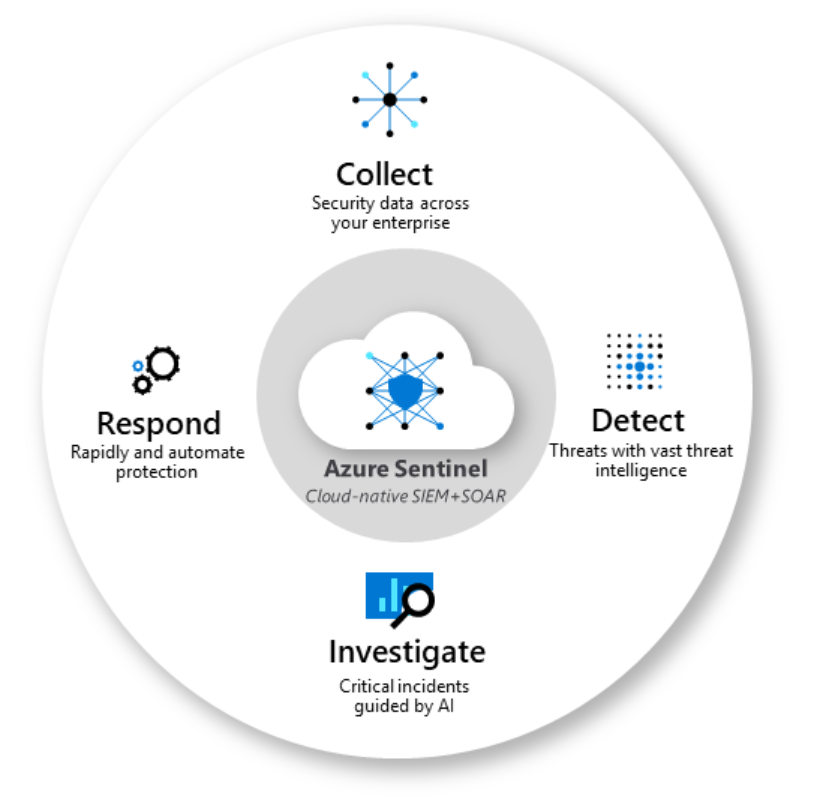 Collect
Security data across
your enterprise
Respond
Rapidly and automate
protection
Detect
Threats with vast threat
intelligence
Azure Sentinel
Cloud-native SIEM+SOAR
Investigate
Critical incidents
guided by AI